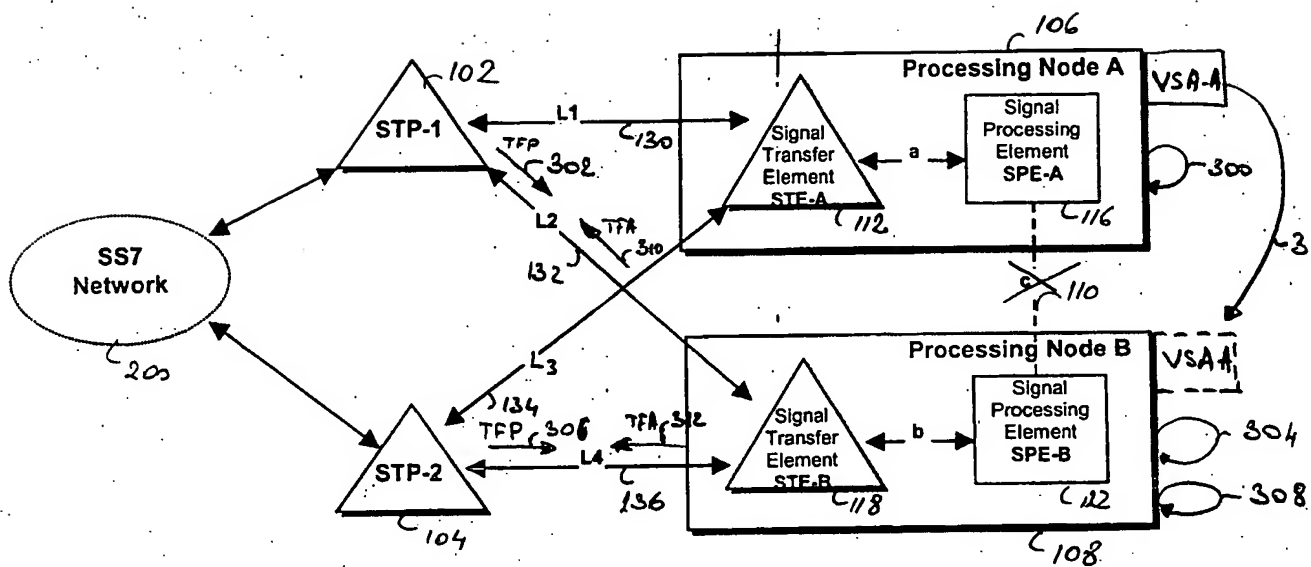 106
102
Processing Node A
VSA-A
STP-1
L1
130
Signal
Transfer
Element
STE-A
112
a
Signal
Processing
Element
SPE-A
116
300
TFP
302
L2
132
TFA
310
SS7
Network
200
c
110
3
L3
134
Processing Node B
VSA A
TFP
306
TFA
312
L4
136
STP-2
104
Signal
Transfer
Element
STE-B
118
b
Signal
Processing
Element
SPE-B
122
304
308
108